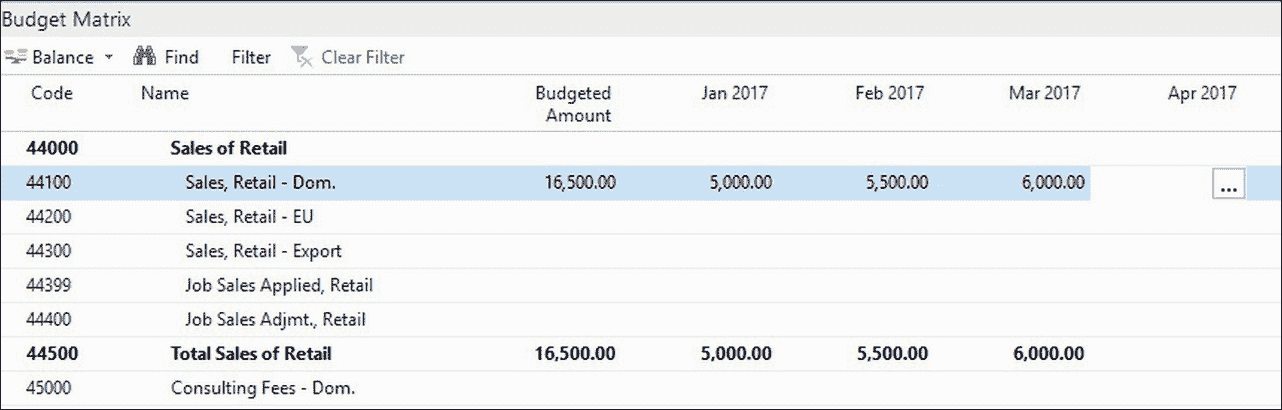 Budget Matrix
Balance Find Filter Clear Filter
Code Name Budgeted Amount Jan 2017 Feb 2017 Mar 2017 Apr 2017
44000 Sales of Retail
44100 Sales, Retail - Dom. 16,500.00 5,000.00 5,500.00 6,000.00 ...
44200 Sales, Retail - EU
44300 Sales, Retail - Export
44399 Job Sales Applied, Retail
44400 Job Sales Adjmt., Retail
44500 Total Sales of Retail 16,500.00 5,000.00 5,500.00 6,000.00
45000 Consulting Fees - Dom.